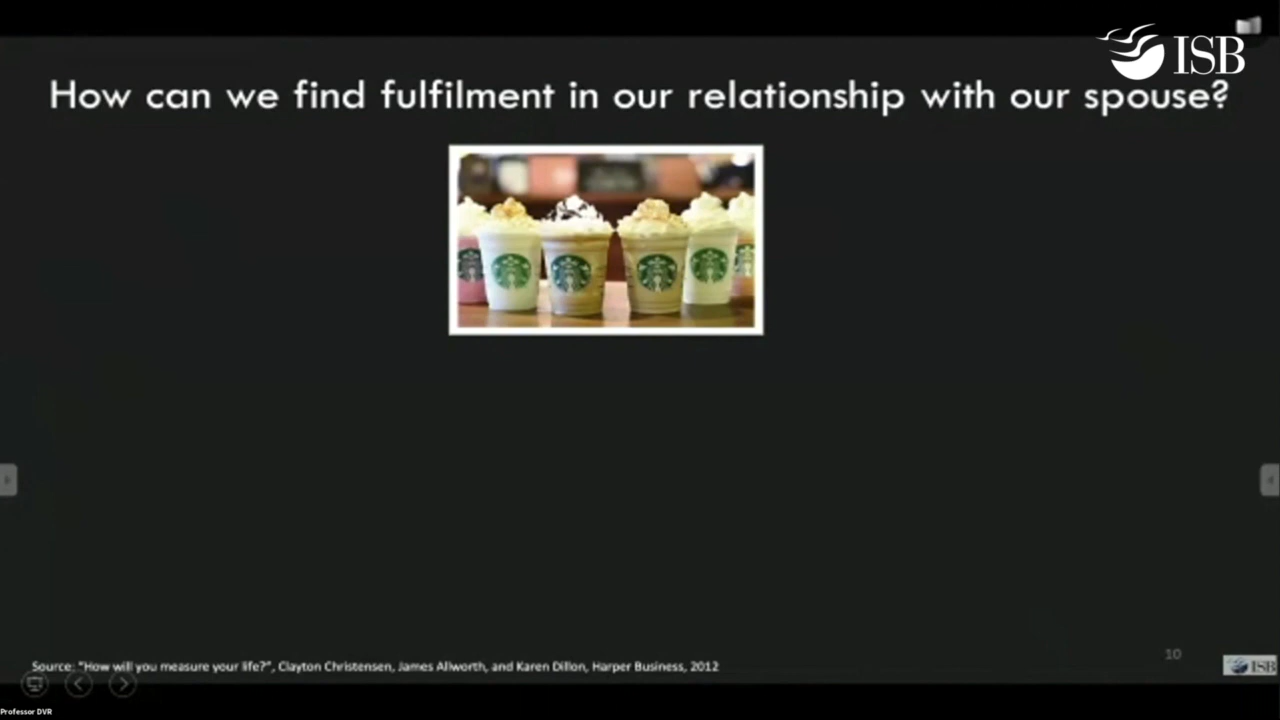 ISB
How can we find fulfilment in our relationship with our spouse?
Source: "How will you measure your life?", Clayton Christensen, James Allworth, and Karen Dillon, Harper Business, 2012
10
ISB
Professor DVR